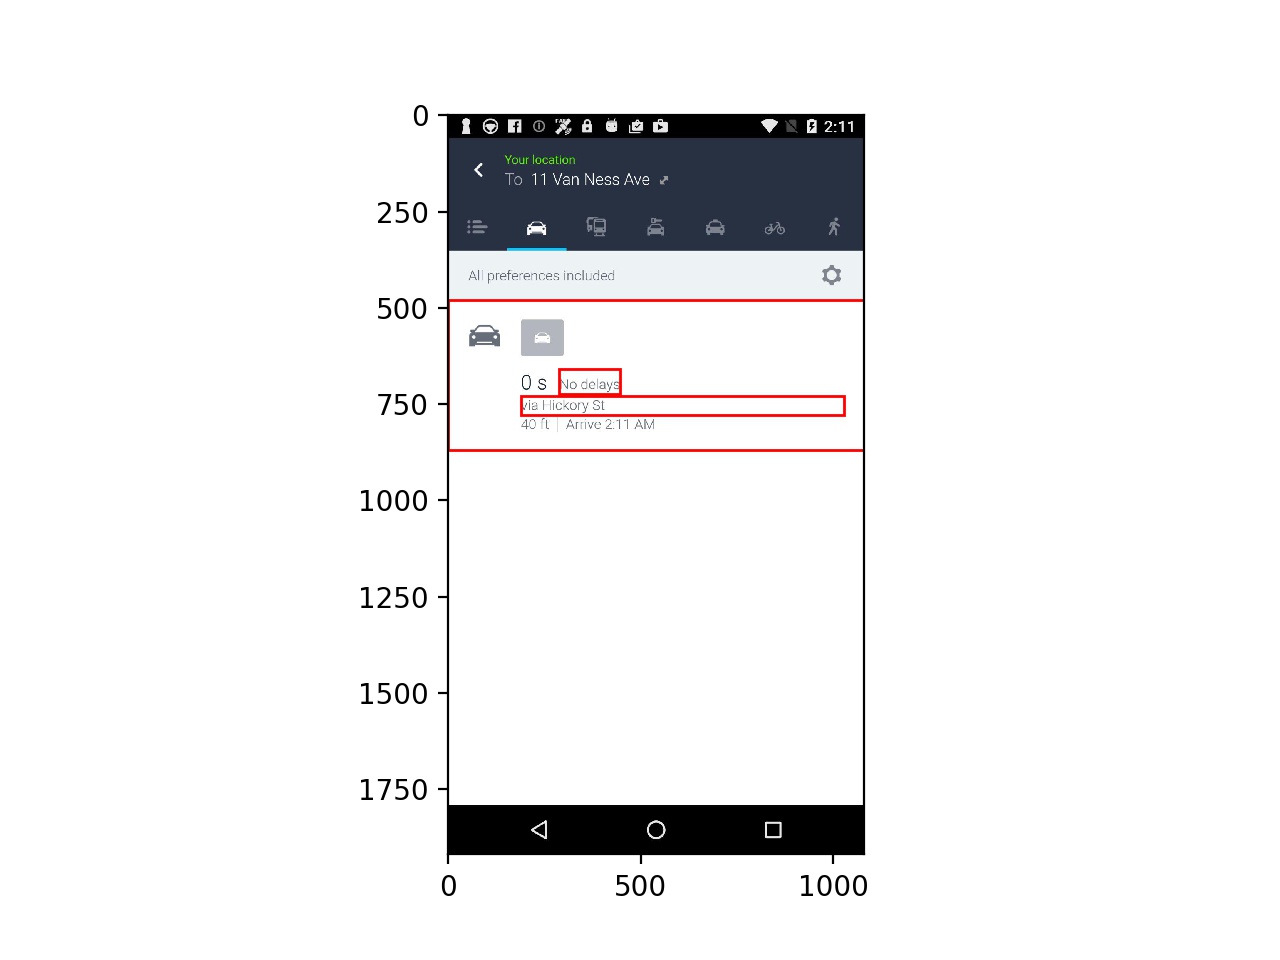 0
250
500
750
1000
1250
1500
1750
0
500
1000
2:11
Your location
To 11 Van Ness Ave
All preferences included
0 s No delays
via Hickory St
40 ft | Arrive 2:11 AM